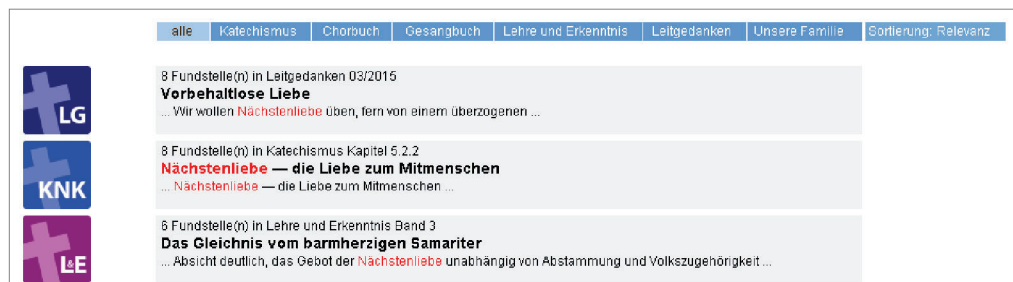 alle Katechismus Chorbuch Gesangbuch Lehre und Erkenntnis Leitgedanken Unsere Familie Sortierung: Relevanz
LG
8 Fundstelle(n) in Leitgedanken 03/2015
Vorbehaltlose Liebe
... Wir wollen Nächstenliebe üben, fern von einem überzogenen ...
KNK
8 Fundstelle(n) in Katechismus Kapitel 5.2.2
Nächstenliebe — die Liebe zum Mitmenschen
... Nächstenliebe — die Liebe zum Mitmenschen ...
L&E
6 Fundstelle(n) in Lehre und Erkenntnis Band 3
Das Gleichnis vom barmherzigen Samariter
... Absicht deutlich, das Gebot der Nächstenliebe unabhängig von Abstammung und Volkszugehörigkeit ...